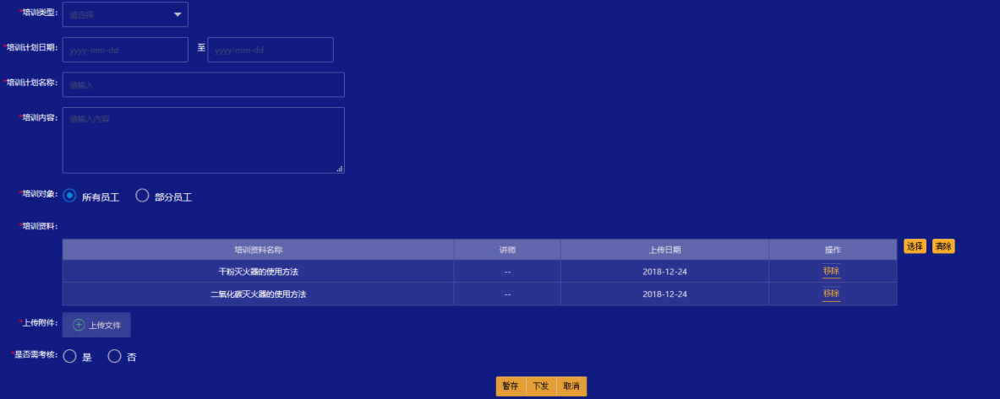 *培训类型: 请选择
*培训计划日期: yyyy-mm-dd 至 yyyy-mm-dd
*培训计划名称: 请输入
*培训内容: 请输入内容
*培训对象: 所有员工 部分员工
*培训资料:
培训资料名称 讲师 上传日期 操作 选择 清除
干粉灭火器的使用方法 -- 2018-12-24 移除
二氧化碳灭火器的使用方法 -- 2018-12-24 移除
*上传附件: 上传文件
*是否需考核: 是 否
暂存 下发 取消